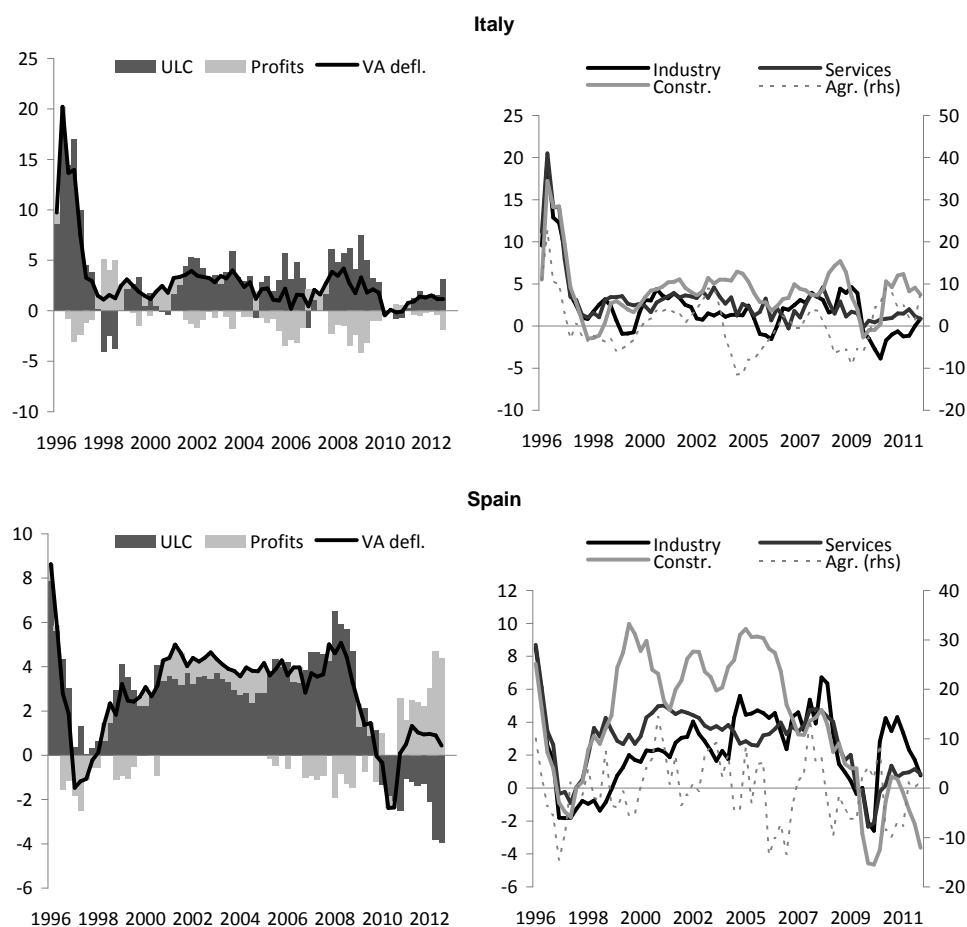 Italy
ULC Profits VA defl.
25
20
15
10
5
0
-5
-10
1996 1998 2000 2002 2004 2006 2008 2010 2012
Industry Services
Constr. Agr. (rhs)
25 50
20 40
15 30
10 20
5 10
0 0
-5 -10
-10 -20
1996 1998 2000 2002 2005 2007 2009 2011
Spain
ULC Profits VA defl.
10
8
6
4
2
0
-2
-4
-6
1996 1998 2000 2002 2004 2006 2008 2010 2012
Industry Services
Constr. Agr. (rhs)
12 40
10 30
8
6 20
4 10
2
0 0
-2 -10
-4
-6 -20
1996 1998 2000 2002 2005 2007 2009 2011